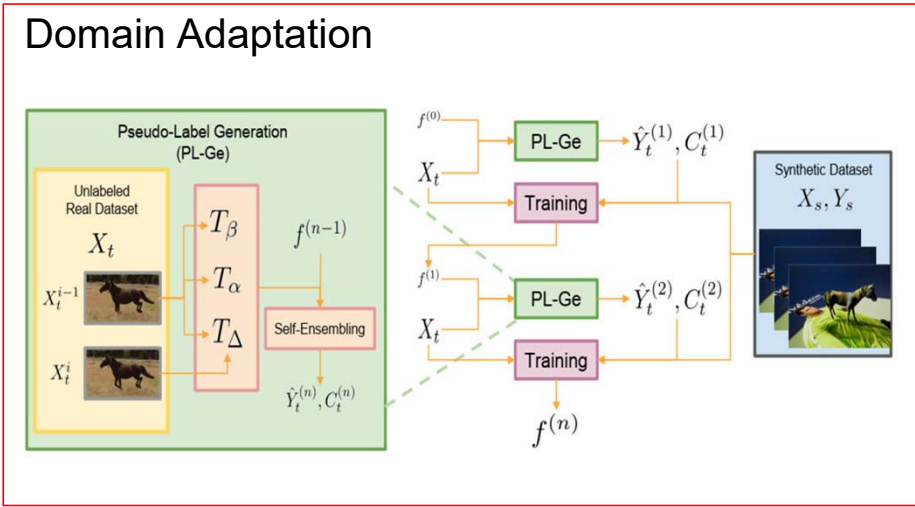 Domain Adaptation
Pseudo-Label Generation
(PL-Ge)
Unlabeled
Real Dataset
X_t
X_t^{i-1}
X_t^i
T_β
T_α
T_Δ
f^{(n-1)}
Self-Ensembling
Ŷ_t^{(n)}, C_t^{(n)}
f^{(0)}
X_t
PL-Ge
Ŷ_t^{(1)}, C_t^{(1)}
Training
f^{(1)}
X_t
PL-Ge
Ŷ_t^{(2)}, C_t^{(2)}
Training
f^{(n)}
Synthetic Dataset
X_s, Y_s